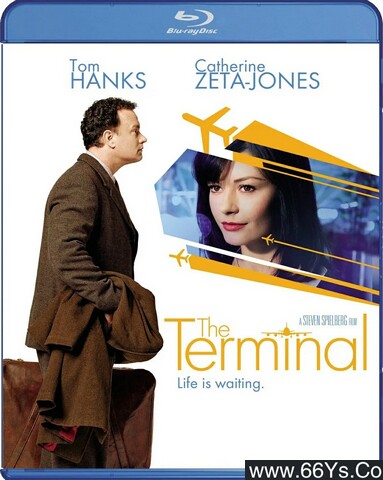 Blu-ray Disc
Tom
HANKS
Catherine
ZETA-JONES
A STEVEN SPIELBERG FILM
The
Terminal
Life is waiting.
www.66Ys.Co